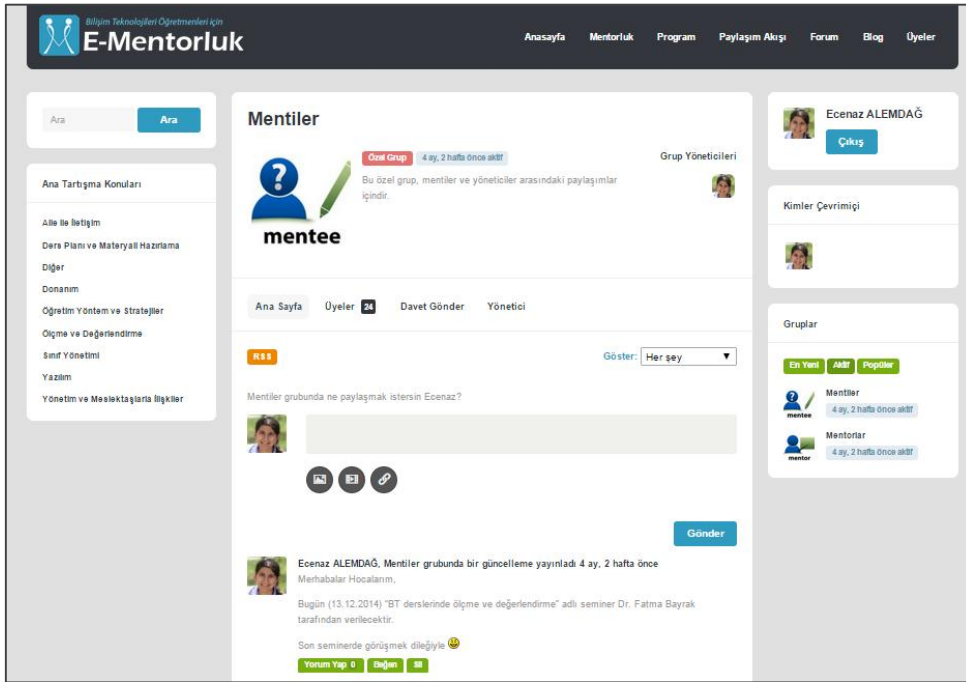 Bilişim Teknolojileri Öğretmenleri için
E-Mentorluk
Anasayfa Mentorluk Program Paylaşım Akışı Forum Blog Üyeler
Ara Ara
Ana Tartışma Konuları
Aile ile İletişim
Ders Planı ve Materyali Hazırlama
Diğer
Donanım
Öğretim Yöntem ve Stratejiler
Ölçme ve Değerlendirme
Sınıf Yönetimi
Yazılım
Yönetim ve Meslektaşlarla İlişkiler
Mentiler
mentee
Özel Grup 4 ay, 2 hafta önce aktif
Bu özel grup, mentiler ve yöneticiler arasındaki paylaşımlar
içindir.
Grup Yöneticileri
Ana Sayfa Üyeler 24 Davet Gönder Yönetici
RSS
Göster: Her şey
Mentiler grubunda ne paylaşmak istersin Ecenaz?
Gönder
Ecenaz ALEMDAĞ, Mentiler grubunda bir güncelleme yayınladı 4 ay, 2 hafta önce
Merhabalar Hocalarım,
Bugün (13.12.2014) "BT derslerinde ölçme ve değerlendirme" adlı seminer Dr. Fatma Bayrak
tarafından verilecektir.
Son seminerde görüşmek dileğiyle
Yorum Yap 0 Beğen Sil
Ecenaz ALEMDAĞ
Çıkış
Kimler Çevrimiçi
Gruplar
En Yeni Aktif Popüler
mentee
Mentiler
4 ay, 2 hafta önce aktif
mentor
Mentorlar
4 ay, 2 hafta önce aktif